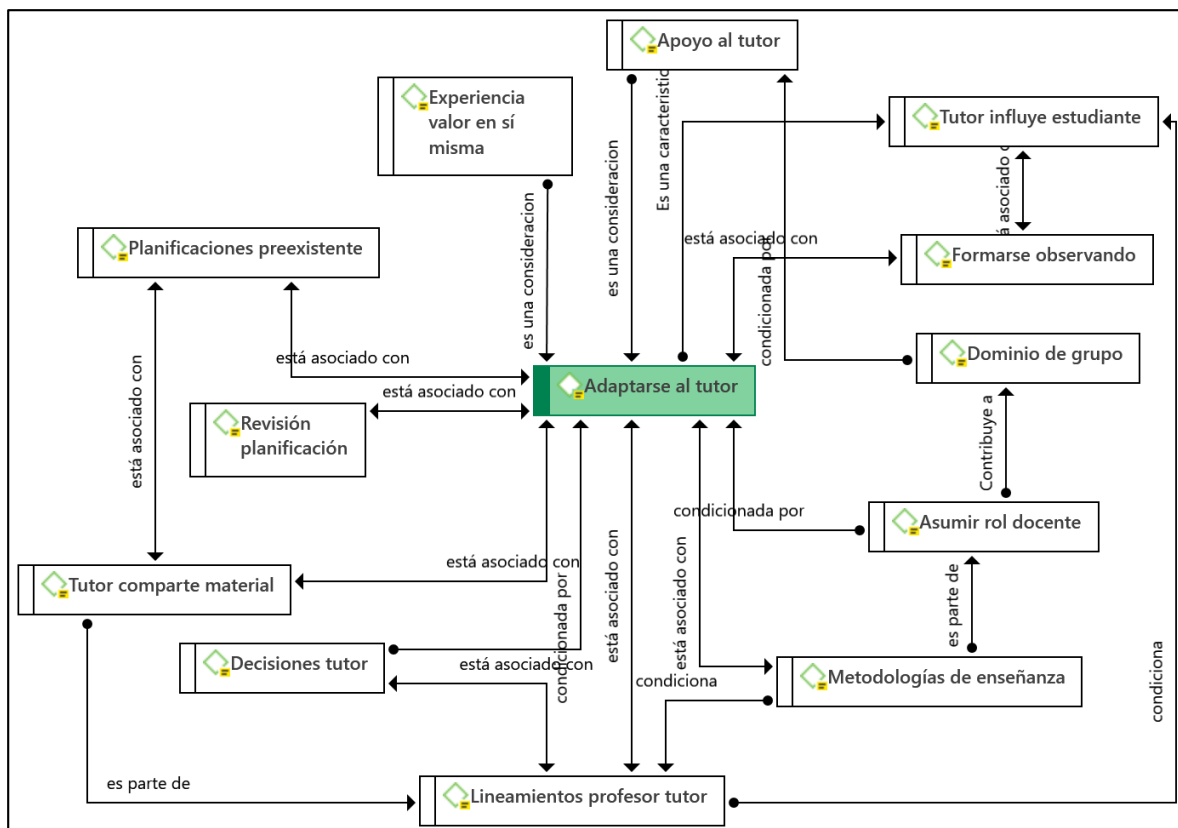 Apoyo al tutor
Experiencia
valor en sí
misma
Es una caracteristic
Tutor influye estudiante
es una consideracion
es una consideracion
á asociado c
Planificaciones preexistente
está asociado con
condicionada por
Formarse observando
está asociado con
está asociado con
está asociado con
Adaptarse al tutor
Dominio de grupo
Revisión
planificación
Contribuye a
condicionada por
Asumir rol docente
está asociado con
Tutor comparte material
condicionada por
está asociado con
está asociado con
es parte de
condiciona
Decisiones tutor
está asociado con
condiciona
Metodologías de enseñanza
es parte de
Lineamientos profesor tutor